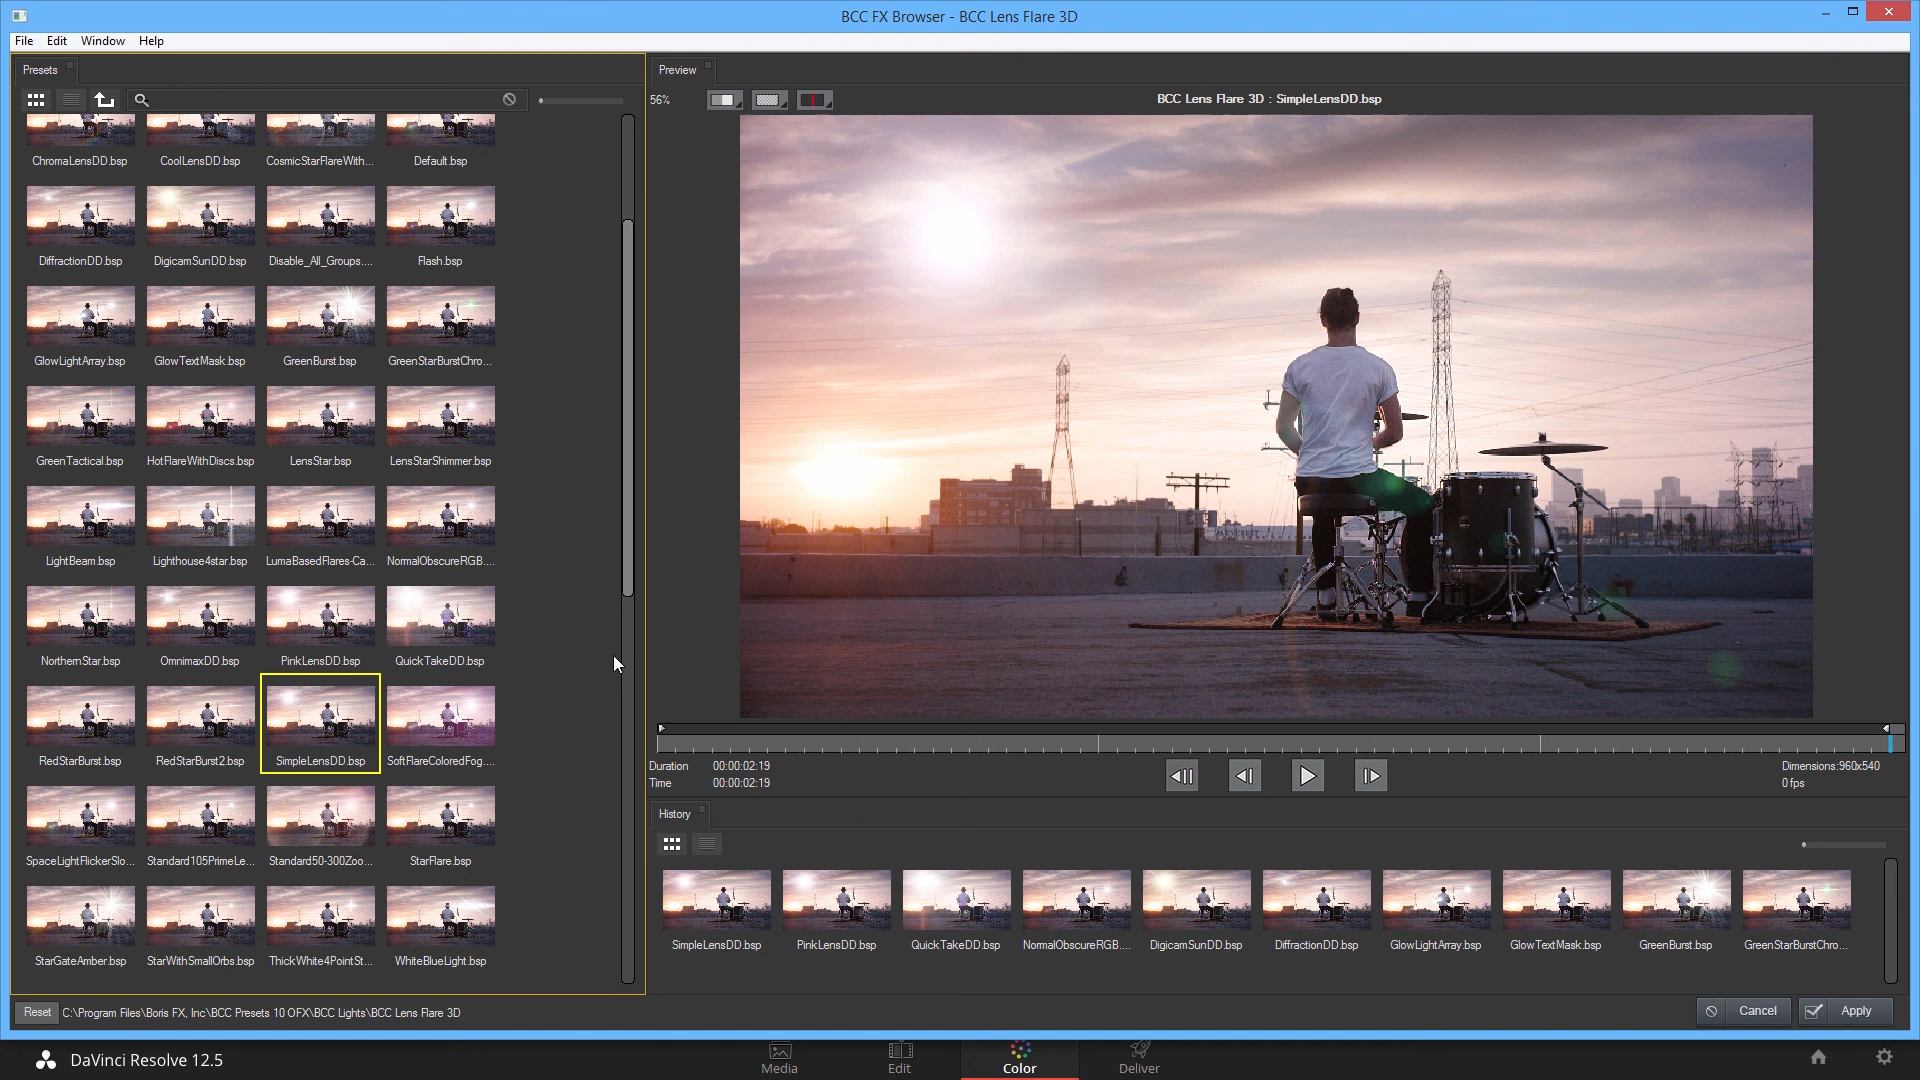 BCC FX Browser - BCC Lens Flare 3D
File Edit Window Help
Presets
Preview
56%
BCC Lens Flare 3D : SimpleLensDD.bsp
ChromaLensDD.bsp CoolLensDD.bsp CosmicStarFlareWith... Default.bsp
DiffractionDD.bsp DigicamSunDD.bsp Disable_All_Groups.... Flash.bsp
GlowLightArray.bsp GlowTextMask.bsp GreenBurst.bsp GreenStarBurstChro...
GreenTactical.bsp HotFlareWithDiscs.bsp LensStar.bsp LensStarShimmer.bsp
LightBeam.bsp Lighthouse4star.bsp LumaBasedFlares-Ca... NormalObscureRGB....
NorthernStar.bsp OmnimaxDD.bsp PinkLensDD.bsp QuickTakeDD.bsp
RedStarBurst.bsp RedStarBurst2.bsp SimpleLensDD.bsp SoftFlareColoredFog....
SpaceLightFlickerSlo... Standard105PrimeLe... Standard50-300Zoo... StarFlare.bsp
StarGateAmber.bsp StarWithSmallOrbs.bsp ThickWhite4PointSt... WhiteBlueLight.bsp
Duration 00:00:02:19
Time 00:00:02:19
Dimensions:960x540
0 fps
History
SimpleLensDD.bsp PinkLensDD.bsp QuickTakeDD.bsp NormalObscureRGB.... DigicamSunDD.bsp DiffractionDD.bsp GlowLightArray.bsp GlowTextMask.bsp GreenBurst.bsp GreenStarBurstChro...
Reset C:\Program Files\Boris FX, Inc\BCC Presets 10 OFX\BCC Lights\BCC Lens Flare 3D
Cancel Apply
DaVinci Resolve 12.5
Media Edit Color Deliver